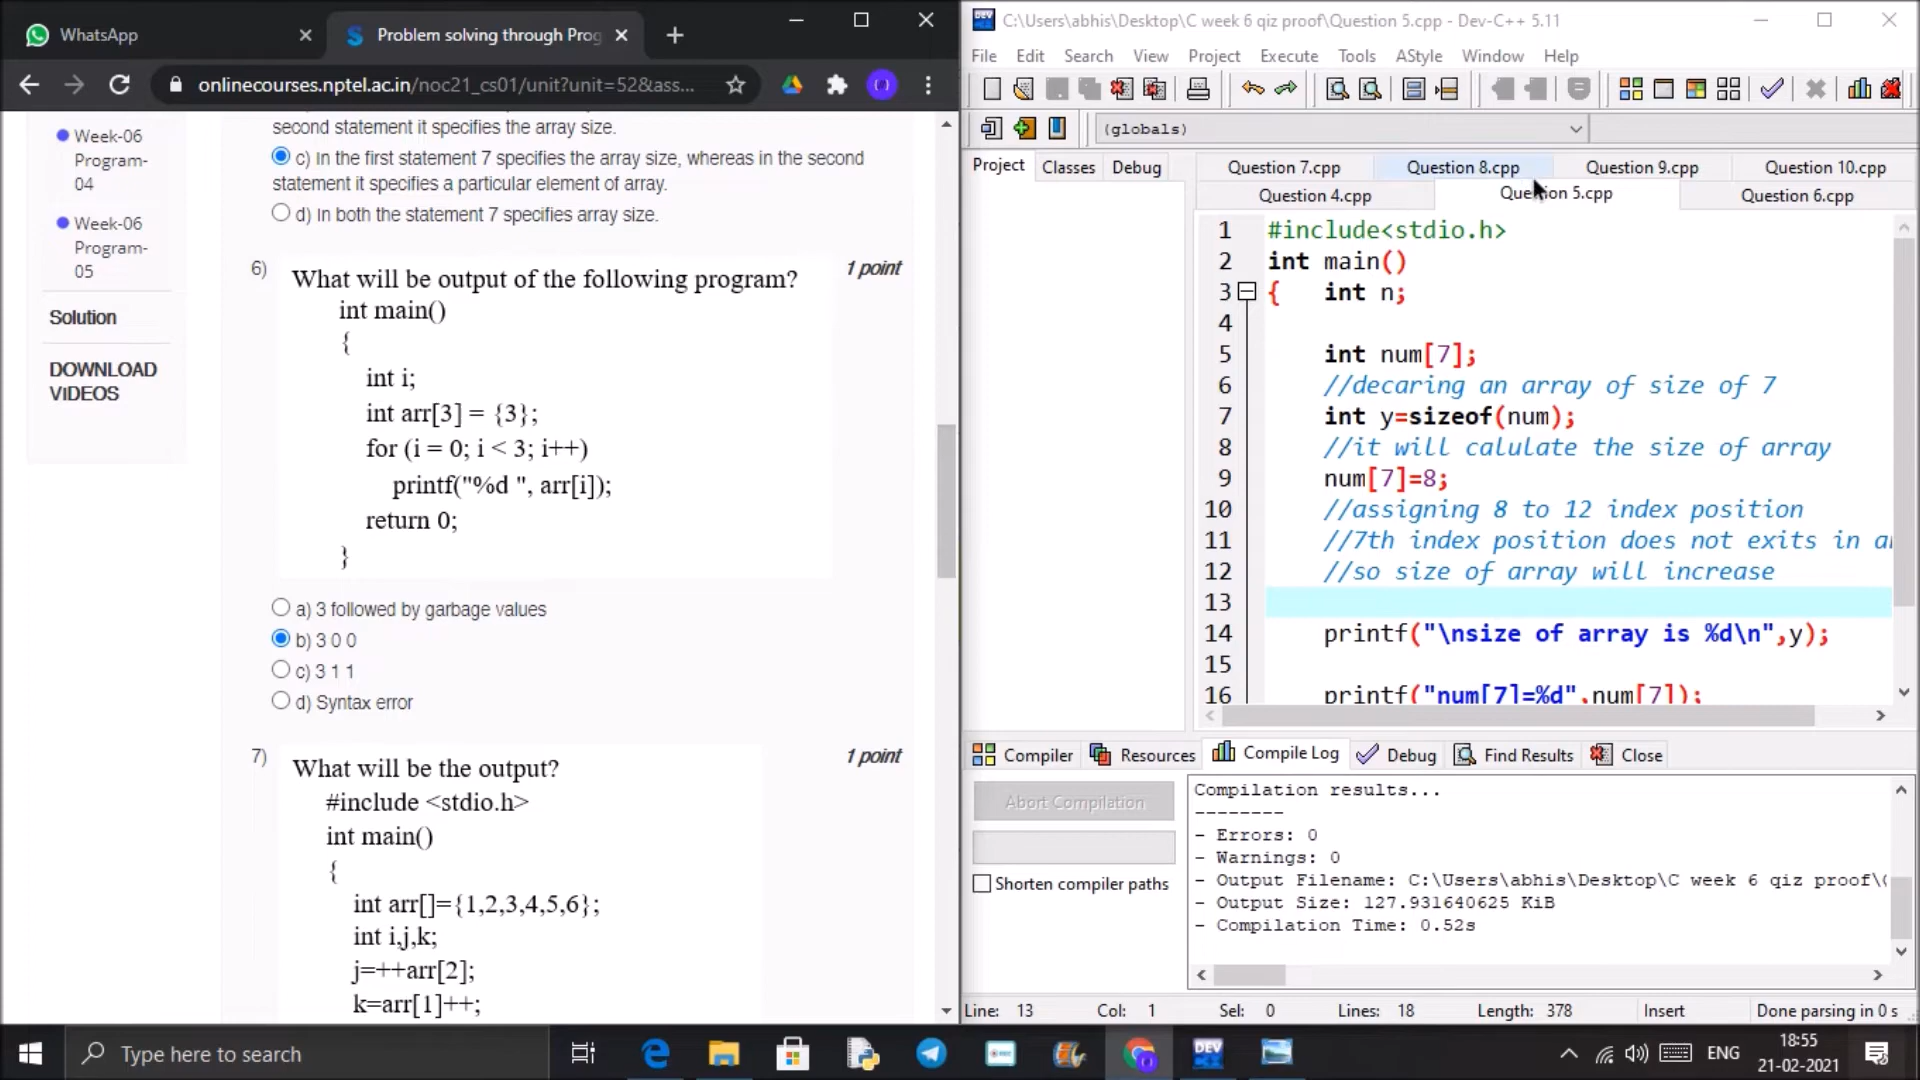 WhatsApp
Problem solving through Prog
onlinecourses.nptel.ac.in/noc21_cs01/unit?unit=52&ass...
Week-06
Program-
04
Week-06
Program-
05
Solution
DOWNLOAD
VIDEOS
second statement it specifies the array size.
c) In the first statement 7 specifies the array size, whereas in the second
statement it specifies a particular element of array.
d) In both the statement 7 specifies array size.
6)
1 point
What will be output of the following program?
int main()
{
int i;
int arr[3] = {3};
for (i = 0; i < 3; i++)
printf("%d ", arr[i]);
return 0;
}
a) 3 followed by garbage values
b) 3 0 0
c) 3 1 1
d) Syntax error
7)
1 point
What will be the output?
#include <stdio.h>
int main()
{
int arr[]={1,2,3,4,5,6};
int i,j,k;
j=++arr[2];
k=arr[1]++;
DEV
C:\Users\abhis\Desktop\C week 6 qiz proof\Question 5.cpp - Dev-C++ 5.11
File Edit Search View Project Execute Tools AStyle Window Help
(globals)
Project Classes Debug
Question 7.cpp Question 8.cpp Question 9.cpp Question 10.cpp
Question 4.cpp Question 5.cpp Question 6.cpp
1 #include<stdio.h>
2 int main()
3 { int n;
4
5 int num[7];
6 //decaring an array of size of 7
7 int y=sizeof(num);
8 //it will calulate the size of array
9 num[7]=8;
10 //assigning 8 to 12 index position
11 //7th index position does not exits in
12 //so size of array will increase
13
14 printf("\nsize of array is %d\n",y);
15
16 printf("num[7]=%d",num[7]);
Compiler Resources Compile Log Debug Find Results Close
Abort Compilation
Shorten compiler paths
Compilation results...
--------
- Errors: 0
- Warnings: 0
- Output Filename: C:\Users\abhis\Desktop\C week 6 qiz proof\
- Output Size: 127.931640625 KiB
- Compilation Time: 0.52s
Line: 13 Col: 1 Sel: 0 Lines: 18 Length: 378 Insert Done parsing in 0 s
Type here to search
DEV
ENG
18:55
21-02-2021